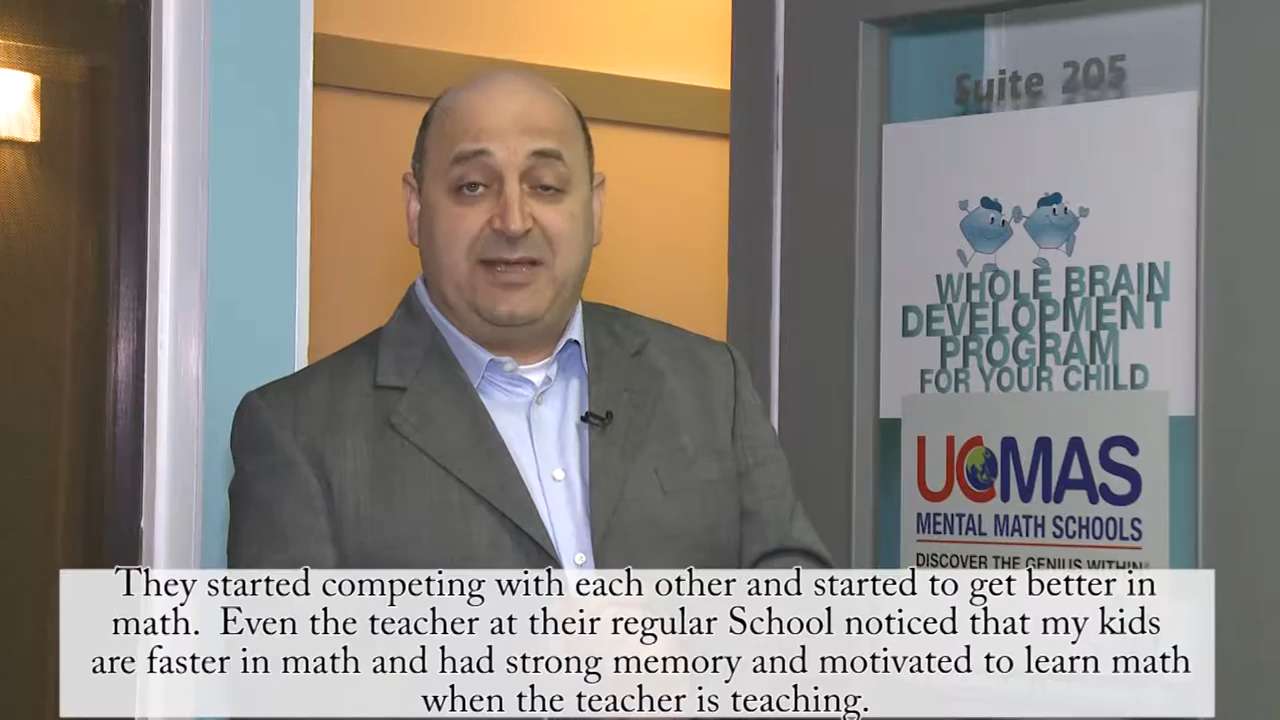 Suite 205
WHOLE BRAIN
DEVELOPMENT
PROGRAM
FOR YOUR CHILD
UCMAS
MENTAL MATH SCHOOLS
DISCOVER THE GENIUS WITHIN
They started competing with each other and started to get better in
math. Even the teacher at their regular School noticed that my kids
are faster in math and had strong memory and motivated to learn math
when the teacher is teaching.